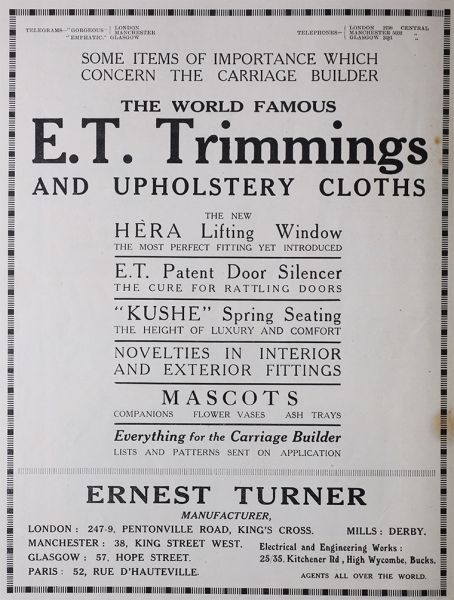 TELEGRAMS—"GORGEOUS" { LONDON
MANCHESTER
"EMPHATIC." GLASGOW
TELEPHONES— { LONDON CENTRAL
MANCHESTER
GLASGOW "
SOME ITEMS OF IMPORTANCE WHICH
CONCERN THE CARRIAGE BUILDER
THE WORLD FAMOUS
E.T. Trimmings
AND UPHOLSTERY CLOTHS
THE NEW
HÈRA Lifting Window
THE MOST PERFECT FITTING YET INTRODUCED
E.T. Patent Door Silencer
THE CURE FOR RATTLING DOORS
"KUSHE" Spring Seating
THE HEIGHT OF LUXURY AND COMFORT
NOVELTIES IN INTERIOR
AND EXTERIOR FITTINGS
MASCOTS
COMPANIONS FLOWER VASES ASH TRAYS
Everything for the Carriage Builder
LISTS AND PATTERNS SENT ON APPLICATION
ERNEST TURNER
MANUFACTURER,
LONDON: 247-9, PENTONVILLE ROAD, KING'S CROSS.
MANCHESTER: 38, KING STREET WEST.
GLASGOW: 57, HOPE STREET.
PARIS: 52, RUE D'HAUTEVILLE.
MILLS: DERBY.
Electrical and Engineering Works:
25/35, Kitchener Rd, High Wycombe, Bucks.
AGENTS ALL OVER THE WORLD.